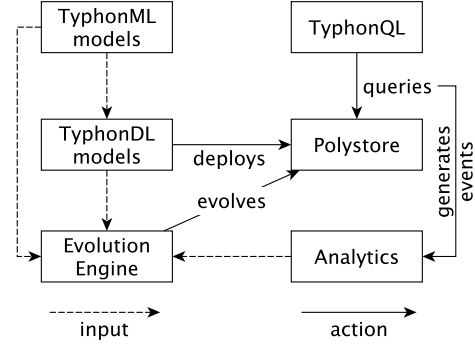 TyphonML
models
TyphonQL
queries
TyphonDL
models
deploys
Polystore
generates
events
evolves
Evolution
Engine
Analytics
input
action